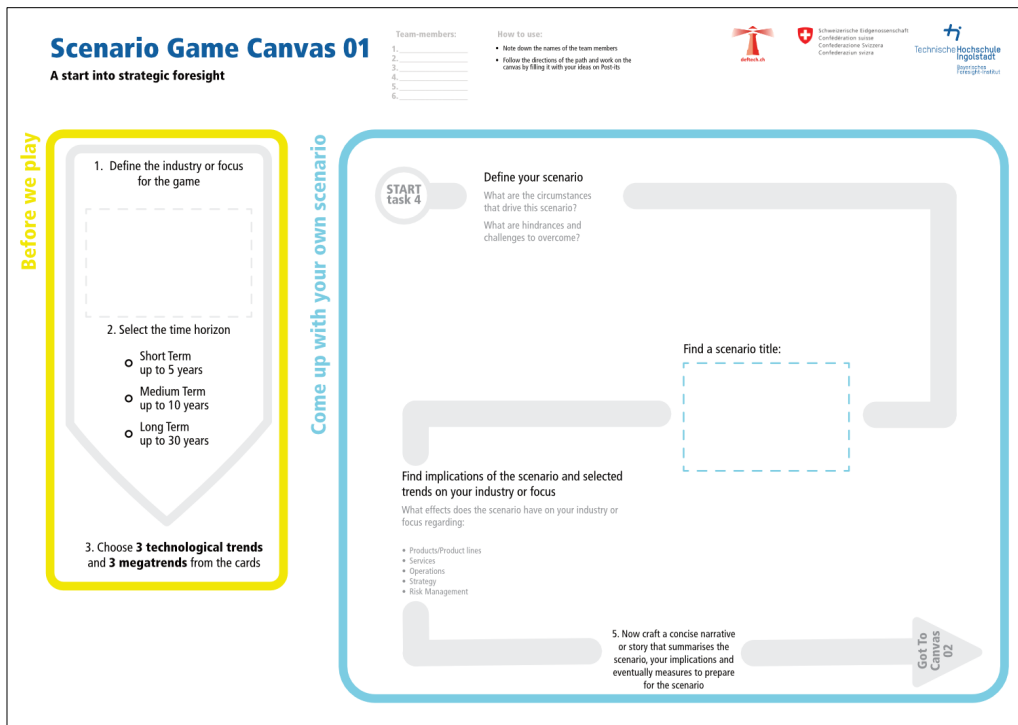 Scenario Game Canvas 01
A start into strategic foresight
Team-members:
1.
2.
3.
4.
5.
6.
How to use:
• Note down the names of the team members
• Follow the directions of the path and work on the
canvas by filling it with your ideas on Post-its
deftech.ch
Schweizerische Eidgenossenschaft
Confédération suisse
Confederazione Svizzera
Confederaziun svizra
Technische Hochschule
Ingolstadt
Bayerisches
Foresight-Institut
Before we play
1. Define the industry or focus
for the game
2. Select the time horizon
Short Term
up to 5 years
Medium Term
up to 10 years
Long Term
up to 30 years
3. Choose 3 technological trends
and 3 megatrends from the cards
Come up with your own scenario
START
task 4
Define your scenario
What are the circumstances
that drive this scenario?
What are hindrances and
challenges to overcome?
Find a scenario title:
Find implications of the scenario and selected
trends on your industry or focus
What effects does the scenario have on your industry or
focus regarding:
• Products/Product lines
• Services
• Operations
• Strategy
• Risk Management
5. Now craft a concise narrative
or story that summarises the
scenario, your implications and
eventually measures to prepare
for the scenario
Got To
Canvas
02